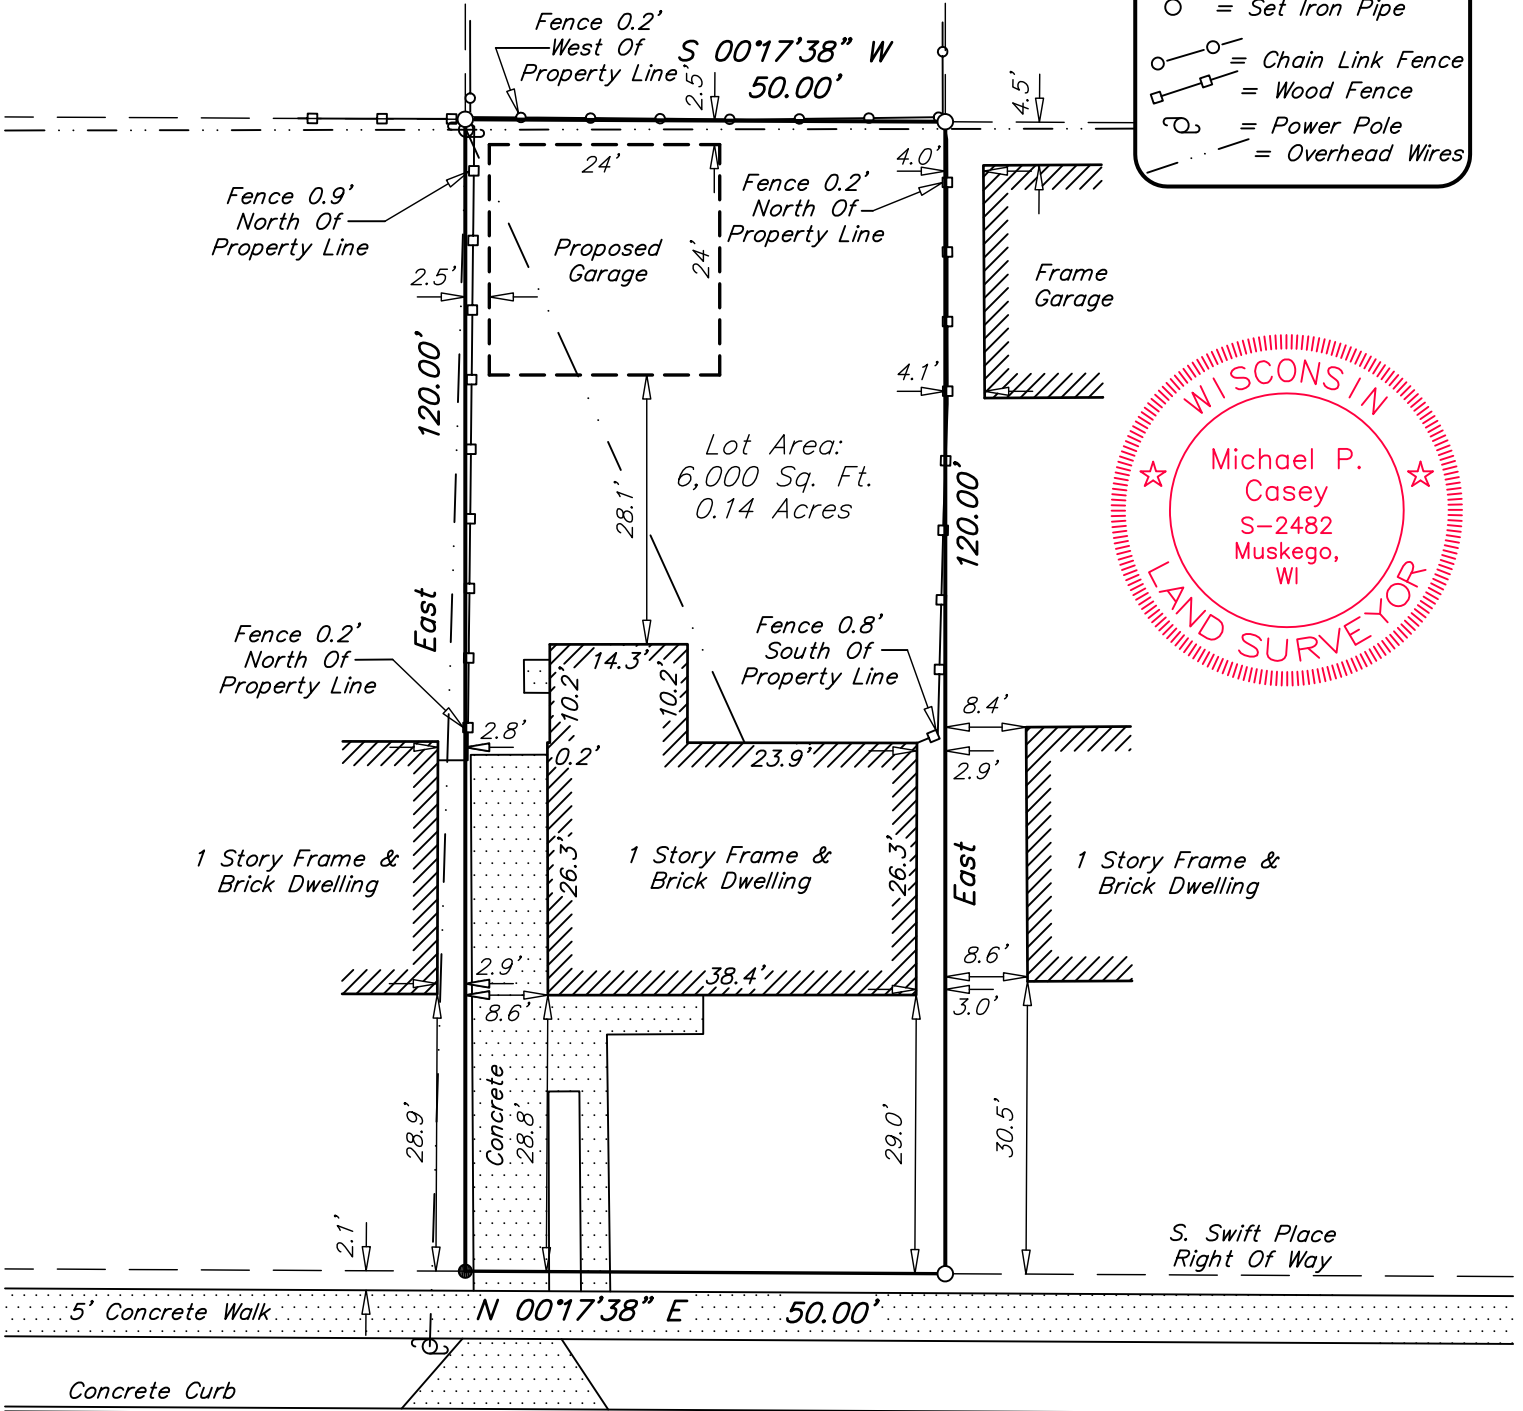 Fence 0.2'
West Of
Property Line
S 00°17'38" W
50.00'
2.5'
4.5'
= Set Iron Pipe
= Chain Link Fence
= Wood Fence
= Power Pole
= Overhead Wires
24'
4.0'
Fence 0.9'
North Of
Property Line
Fence 0.2'
North Of
Property Line
Proposed
Garage
24'
2.5'
Frame
Garage
120.00'
4.1'
WISCONSIN
Michael P.
Casey
S-2482
Muskego,
WI
LAND SURVEYOR
Lot Area:
6,000 Sq. Ft.
0.14 Acres
28.1'
120.00'
East
Fence 0.2'
North Of
Property Line
Fence 0.8'
South Of
Property Line
14.3'
10.2'
10.2'
8.4'
2.8'
0.2'
23.9'
2.9'
1 Story Frame &
Brick Dwelling
26.3'
1 Story Frame &
Brick Dwelling
26.3'
East
1 Story Frame &
Brick Dwelling
2.9'
38.4'
8.6'
8.6'
3.0'
28.9'
Concrete
28.8'
29.0'
30.5'
2.1'
S. Swift Place
Right Of Way
5' Concrete Walk
N 00°17'38" E
50.00'
Concrete Curb